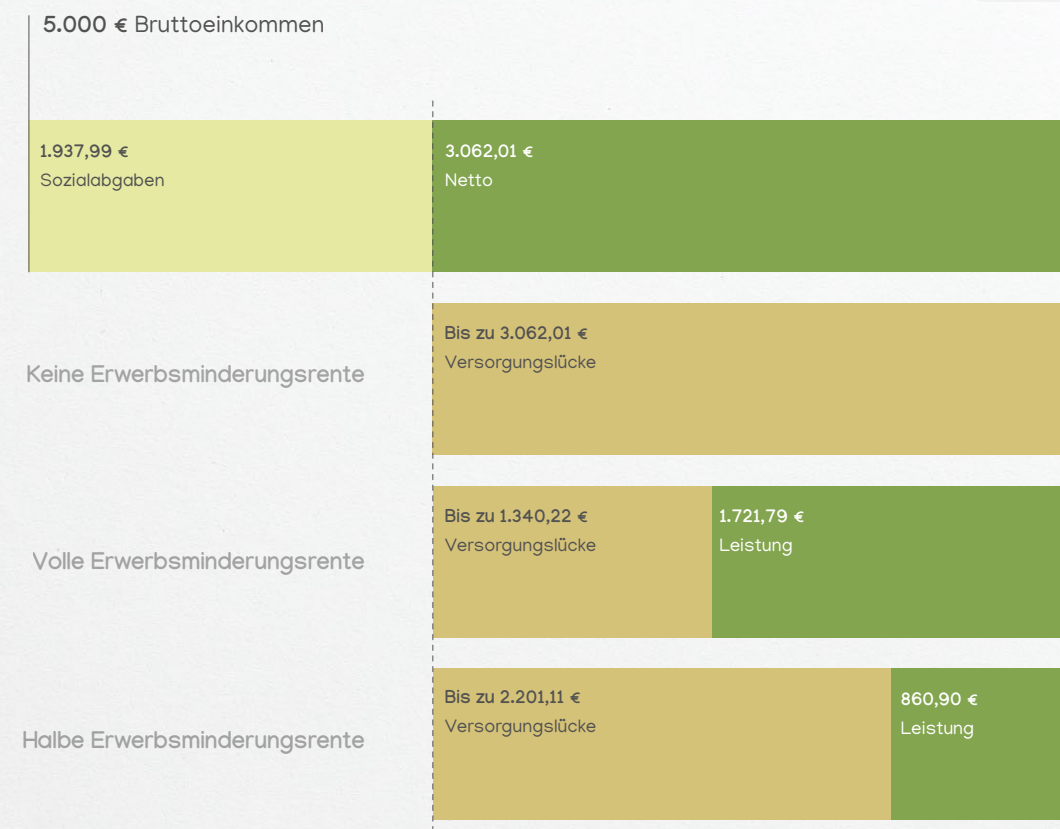 5.000 € Bruttoeinkommen
1.937,99 €
Sozialabgaben
3.062,01 €
Netto
Keine Erwerbsminderungsrente
Bis zu 3.062,01 €
Versorgungslücke
Volle Erwerbsminderungsrente
Bis zu 1.340,22 €
Versorgungslücke
1.721,79 €
Leistung
Halbe Erwerbsminderungsrente
Bis zu 2.201,11 €
Versorgungslücke
860,90 €
Leistung